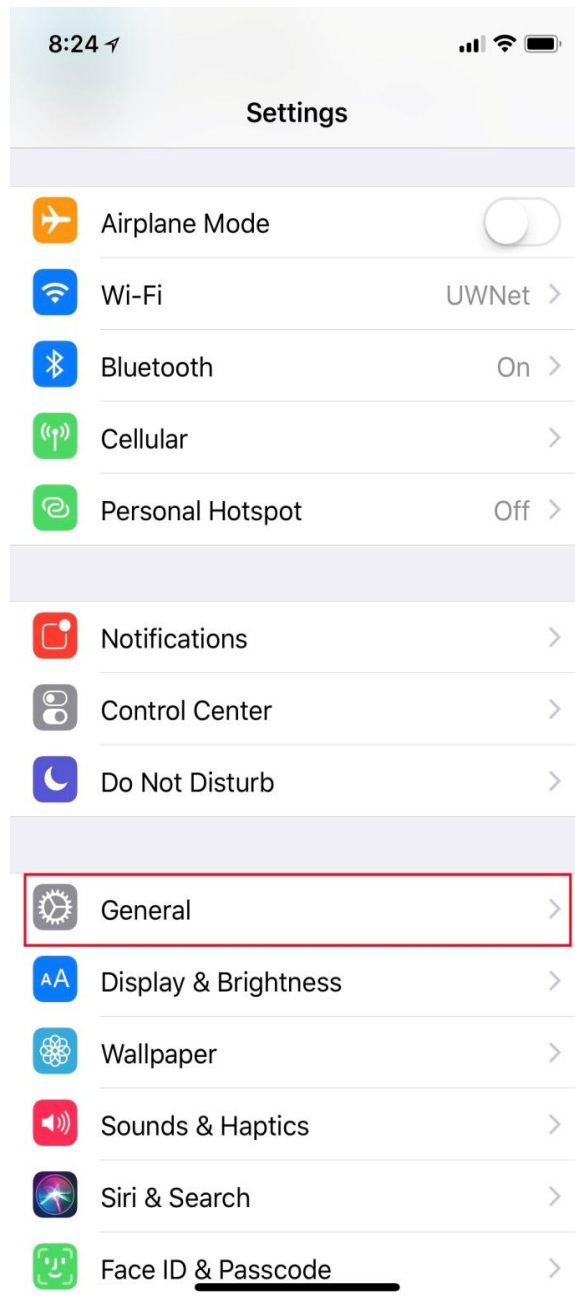 8:24
Settings
Airplane Mode
Wi-Fi UWNet
Bluetooth On
Cellular
Personal Hotspot Off
Notifications
Control Center
Do Not Disturb
General
AA Display & Brightness
Wallpaper
Sounds & Haptics
Siri & Search
Face ID & Passcode